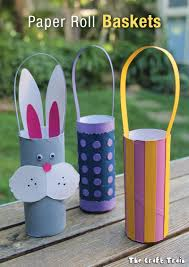 Paper Roll Baskets
The Craft Train